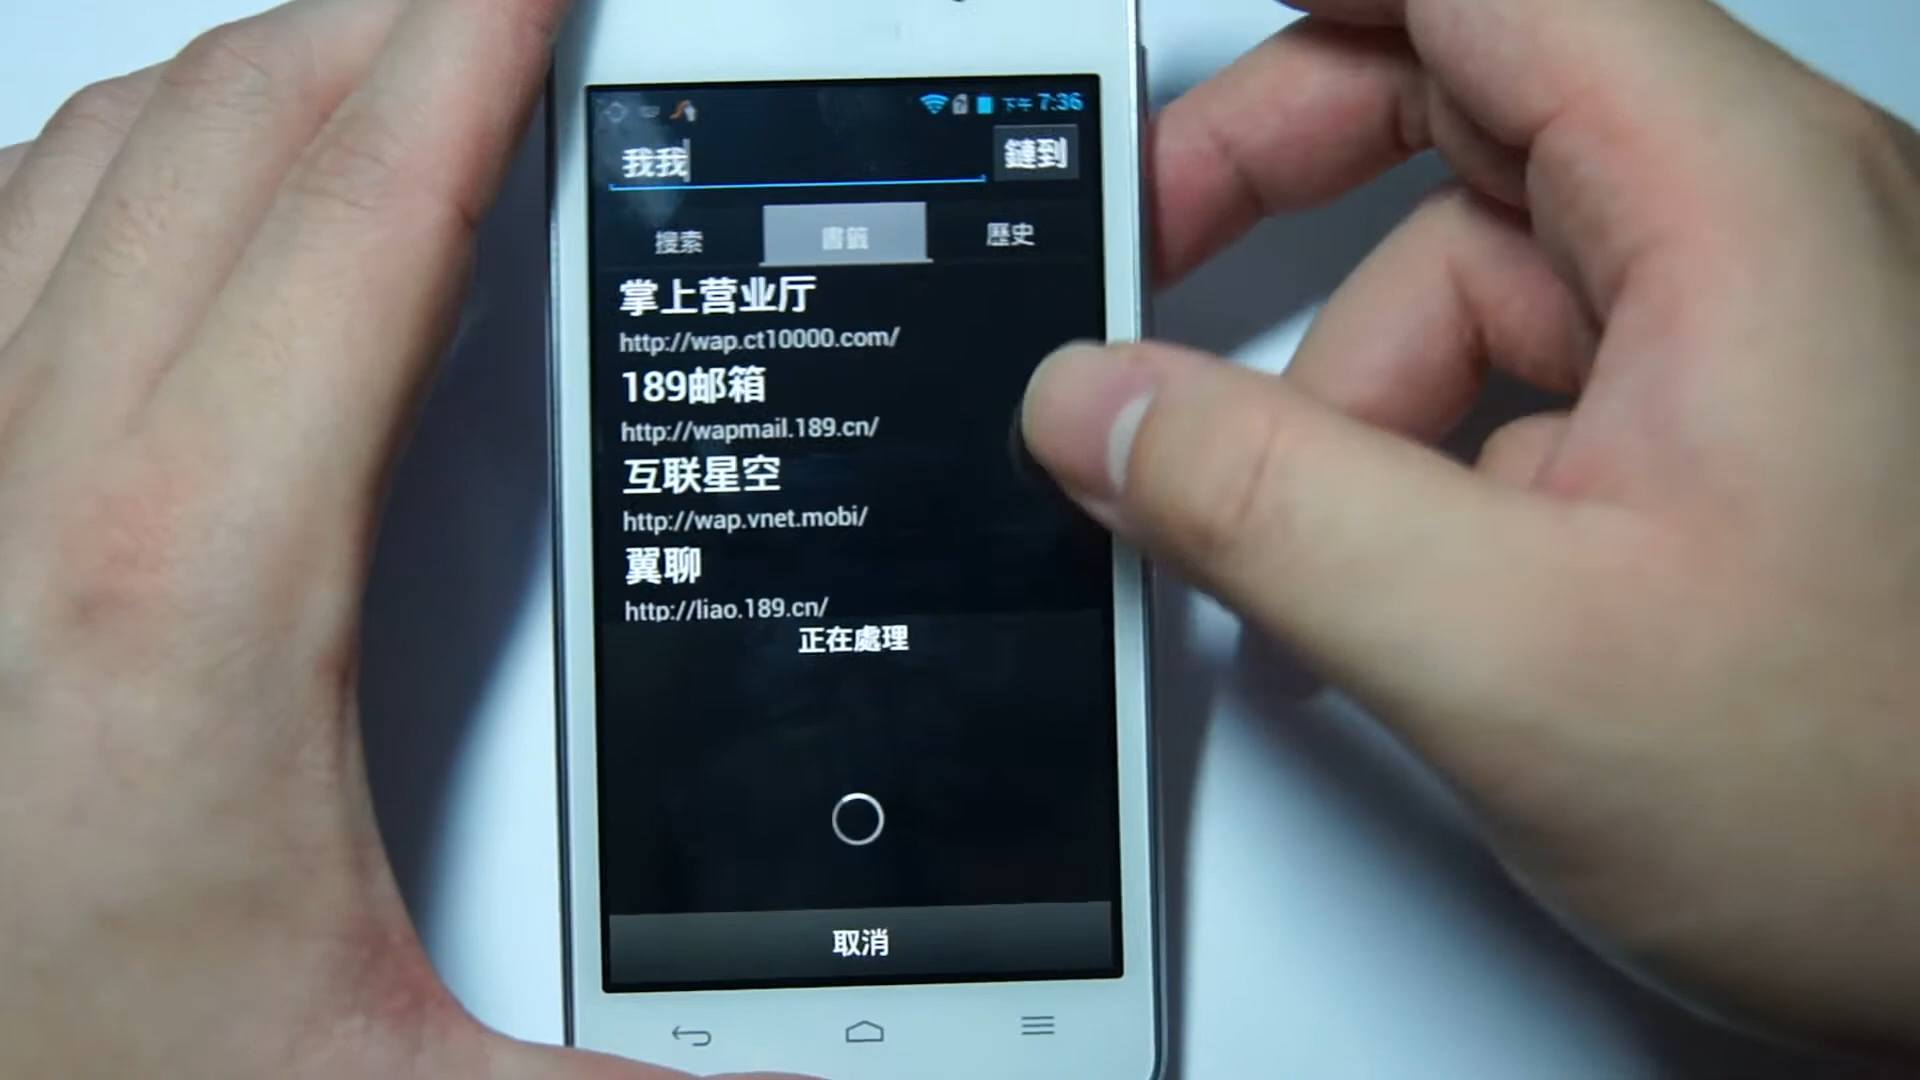 下午 7:36
我我
鏈到
搜索 書籤 歷史
掌上营业厅
http://wap.ct10000.com/
189邮箱
http://wapmail.189.cn/
互联星空
http://wap.vnet.mobi/
翼聊
http://liao.189.cn/
正在處理
取消